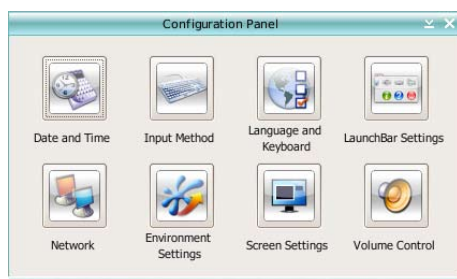 Configuration Panel
Date and Time
Input Method
Language and
Keyboard
LaunchBar Settings
Network
Environment
Settings
Screen Settings
Volume Control